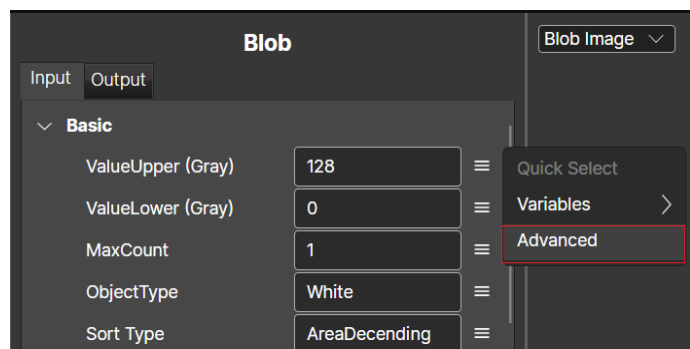 Blob
Blob Image
Input Output
Basic
ValueUpper (Gray) 128
Quick Select
ValueLower (Gray) 0
Variables
MaxCount 1
Advanced
ObjectType White
Sort Type AreaDecending